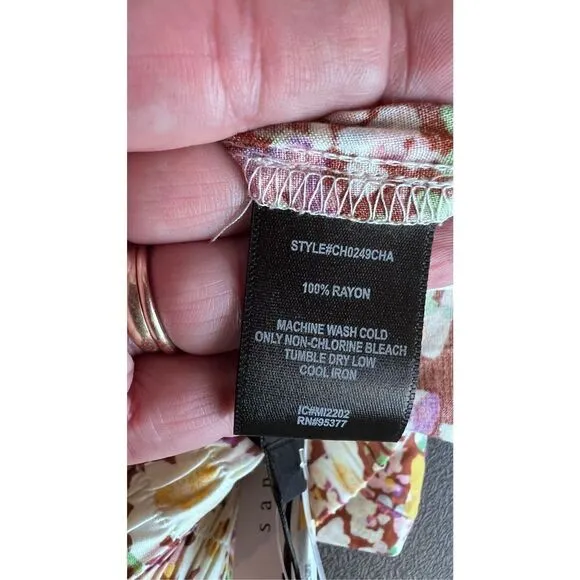 STYLE#CH0249CHA
100% RAYON
MACHINE WASH COLD
ONLY NON-CHLORINE BLEACH
TUMBLE DRY LOW
COOL IRON
IC#MI2202
RN#95377